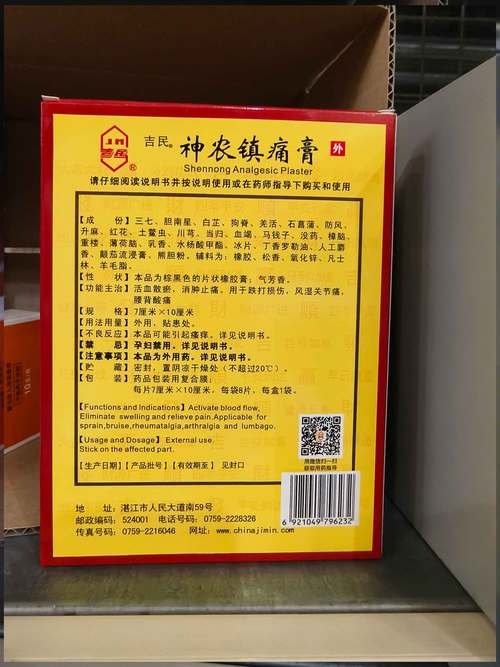 JM
吉民
®
吉民® 神农镇痛膏 外
Shennong Analgesic Plaster
请仔细阅读说明书并按说明使用或在药师指导下购买和使用
【成 份】三七、胆南星、白芷、狗脊、羌活、石菖蒲、防风、
升麻、红花、土鳖虫、川芎、当归、血竭、马钱子、没药、樟脑、
重楼、薄荷脑、乳香、水杨酸甲酯、冰片、丁香罗勒油、人工麝
香、颠茄流浸膏、熊胆粉。辅料为：橡胶、松香、氧化锌、凡士
林、羊毛脂。
【性 状】本品为棕黑色的片状橡胶膏；气芳香。
【功能主治】活血散瘀，消肿止痛。用于跌打损伤，风湿关节痛，
腰背酸痛
【规 格】7厘米×10厘米
【用法用量】外用，贴患处。
【不良反应】本品可能引起瘙痒。详见说明书。
【禁 忌】孕妇禁用。详见说明书。
【注意事项】本品为外用药。详见说明书。
【贮 藏】密封，置阴凉干燥处（不超过20℃）。
【包 装】药品包装用复合膜；
每片7厘米×10厘米，每袋8片，每盒1袋。
【Functions and Indications】Activate blood flow,
Eliminate swelling and relieve pain.Applicable for
sprain,bruise,rheumatalgia,arthralgia and lumbago.
【Usage and Dosage】External use.
Stick on the affected part.
用微信扫一扫
获取用药指导
【生产日期】【产品批号】【有效期至】见封口
地 址：湛江市人民大道南59号
邮政编码：524001 电话号码：0759-2228326
传真号码：0759-2216046 网址：www.chinajimin.com
6 921049 796232